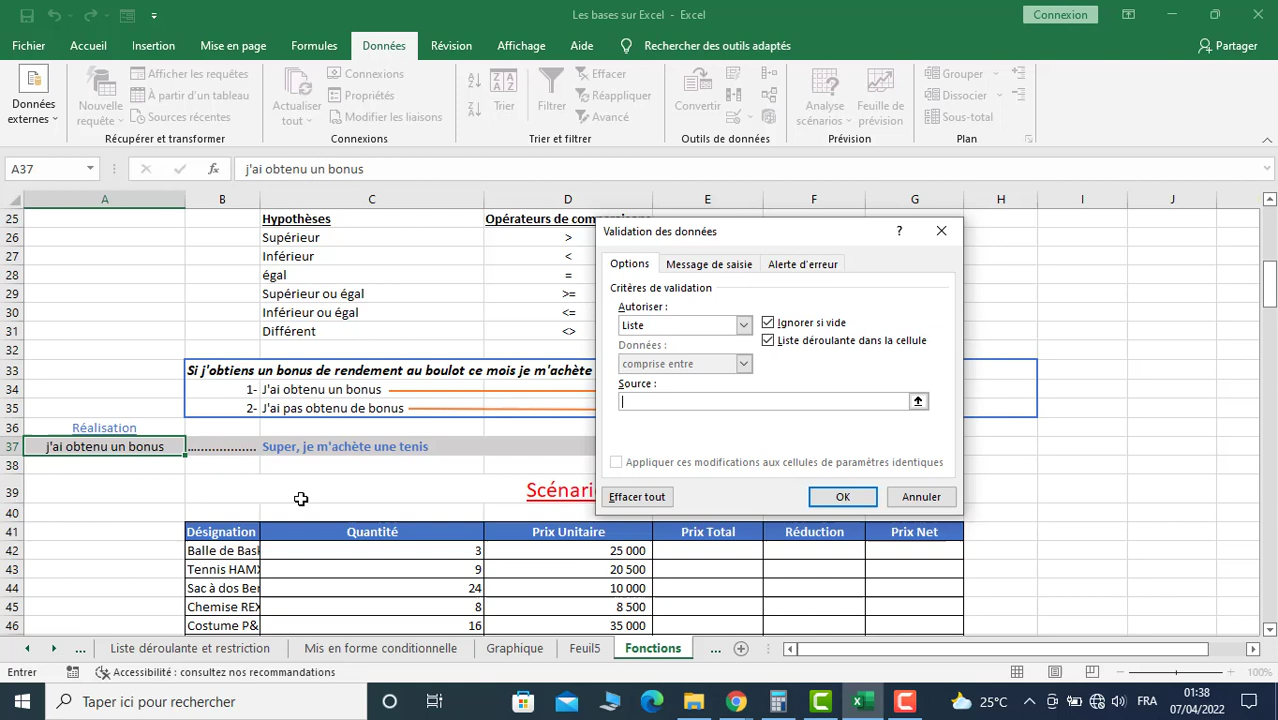 Les bases sur Excel - Excel
Connexion
Fichier Accueil Insertion Mise en page Formules Données Révision Affichage Aide Rechercher des outils adaptés Partager
Données externes
Nouvelle requête
Afficher les requêtes
À partir d'un tableau
Sources récentes
Récupérer et transformer
Actualiser tout
Connexions
Propriétés
Modifier les liaisons
Connexions
Trier
Filtrer
Effacer
Réappliquer
Avancé
Trier et filtrer
Convertir
Outils de données
Analyse scénarios
Feuille de prévision
Prévision
Grouper
Dissocier
Sous-total
Plan
A37 fx j'ai obtenu un bonus
A B C D E F G H I J
25 Hypothèses Opérateurs de comparaisons
26 Supérieur >
27 Inférieur <
28 égal =
29 Supérieur ou égal >=
30 Inférieur ou égal <=
31 Différent <>
32
33 Si j'obtiens un bonus de rendement au boulot ce mois je m'achète
34 1- J'ai obtenu un bonus
35 2- J'ai pas obtenu de bonus
36 Réalisation
37 j'ai obtenu un bonus .................. Super, je m'achète une tenis
38
39 Scénari
40
41 Désignation Quantité Prix Unitaire Prix Total Réduction Prix Net
42 Balle de Bask 3 25 000
43 Tennis HAMX 9 20 500
44 Sac à dos Ber 24 10 000
45 Chemise REX 8 8 500
46 Costume P& 16 35 000
Validation des données
?
Options Message de saisie Alerte d'erreur
Critères de validation
Autoriser :
Liste
Ignorer si vide
Liste déroulante dans la cellule
Données :
comprise entre
Source :
Appliquer ces modifications aux cellules de paramètres identiques
Effacer tout OK Annuler
... Liste déroulante et restriction Mis en forme conditionnelle Graphique Feuil5 Fonctions ...
Entrer Accessibilité : consultez nos recommandations 100%
Taper ici pour rechercher 25°C FRA 01:38
07/04/2022